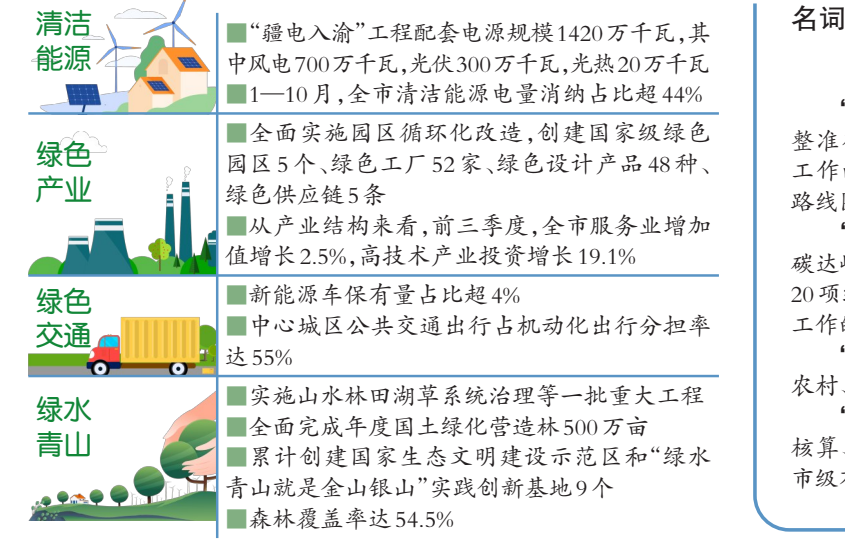 清洁
能源
■“疆电入渝”工程配套电源规模1420万千瓦,其
中风电700万千瓦,光伏300万千瓦,光热20万千瓦
■1—10月,全市清洁能源电量消纳占比超44%
绿色
产业
■全面实施园区循环化改造,创建国家级绿色
园区5个、绿色工厂52家、绿色设计产品48种、
绿色供应链5条
■从产业结构来看,前三季度,全市服务业增加
值增长2.5%,高技术产业投资增长19.1%
绿色
交通
■新能源车保有量占比超4%
■中心城区公共交通出行占机动化出行分担率
达55%
绿水
青山
■实施山水林田湖草系统治理等一批重大工程
■全面完成年度国土绿化营造林500万亩
■累计创建国家生态文明建设示范区和“绿水
青山就是金山银山”实践创新基地9个
■森林覆盖率达54.5%
名词
“
整准
工作
路线
“
碳达
20项
工作
“
农村、
“
核算
市级